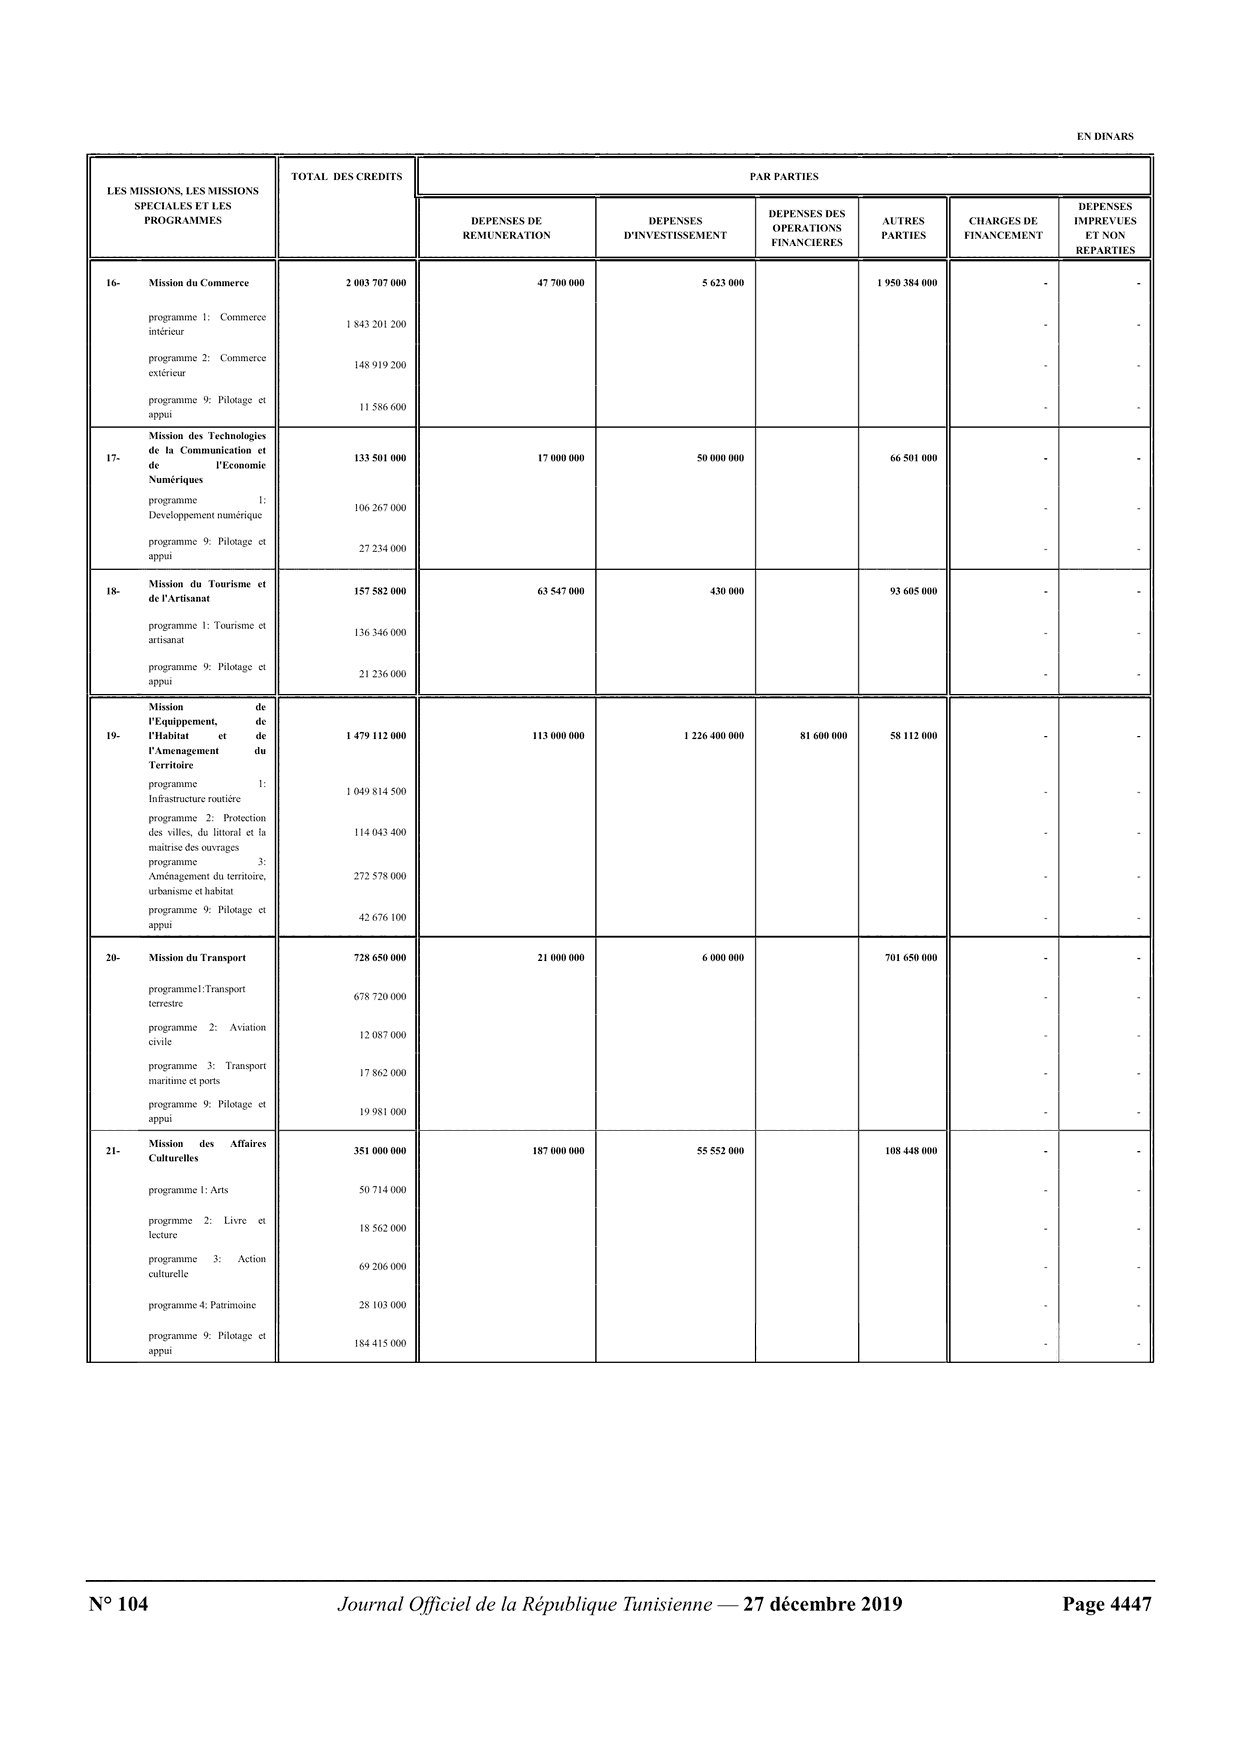 EN DINARS
LES MISSIONS, LES MISSIONS
SPECIALES ET LES
PROGRAMMES
TOTAL DES CREDITS
PAR PARTIES
DEPENSES DE
REMUNERATION
DEPENSES
D'INVESTISSEMENT
DEPENSES DES
OPERATIONS
FINANCIERES
AUTRES
PARTIES
CHARGES DE
FINANCEMENT
DEPENSES
IMPREVUES
ET NON
REPARTIES
16- Mission du Commerce 2 003 707 000 47 700 000 5 623 000 1 950 384 000 - -
programme 1: Commerce
intérieur
1 843 201 200 - -
programme 2: Commerce
extérieur
148 919 200 - -
programme 9: Pilotage et
appui
11 586 600 - -
17-
Mission des Technologies
de la Communication et
de l'Economie
Numériques
133 501 000 17 000 000 50 000 000 66 501 000 - -
programme 1:
Developpement numérique
106 267 000 - -
programme 9: Pilotage et
appui
27 234 000 - -
18-
Mission du Tourisme et
de l'Artisanat
157 582 000 63 547 000 430 000 93 605 000 - -
programme 1: Tourisme et
artisanat
136 346 000 - -
programme 9: Pilotage et
appui
21 236 000 - -
19-
Mission de
l'Equippement, de
l'Habitat et de
l'Amenagement du
Territoire
1 479 112 000 113 000 000 1 226 400 000 81 600 000 58 112 000 - -
programme 1:
Infrastructure routiére
1 049 814 500 - -
programme 2: Protection
des villes, du littoral et la
maitrise des ouvrages
114 043 400 - -
programme 3:
Aménagement du territoire,
urbanisme et habitat
272 578 000 - -
programme 9: Pilotage et
appui
42 676 100 - -
20- Mission du Transport 728 650 000 21 000 000 6 000 000 701 650 000 - -
programme1:Transport
terrestre
678 720 000 - -
programme 2: Aviation
civile
12 087 000 - -
programme 3: Transport
maritime et ports
17 862 000 - -
programme 9: Pilotage et
appui
19 981 000 - -
21-
Mission des Affaires
Culturelles
351 000 000 187 000 000 55 552 000 108 448 000 - -
programme 1: Arts 50 714 000 - -
progrmme 2: Livre et
lecture
18 562 000 - -
programme 3: Action
culturelle
69 206 000 - -
programme 4: Patrimoine 28 103 000 - -
programme 9: Pilotage et
appui
184 415 000 - -
N° 104 Journal Officiel de la République Tunisienne — 27 décembre 2019 Page 4447